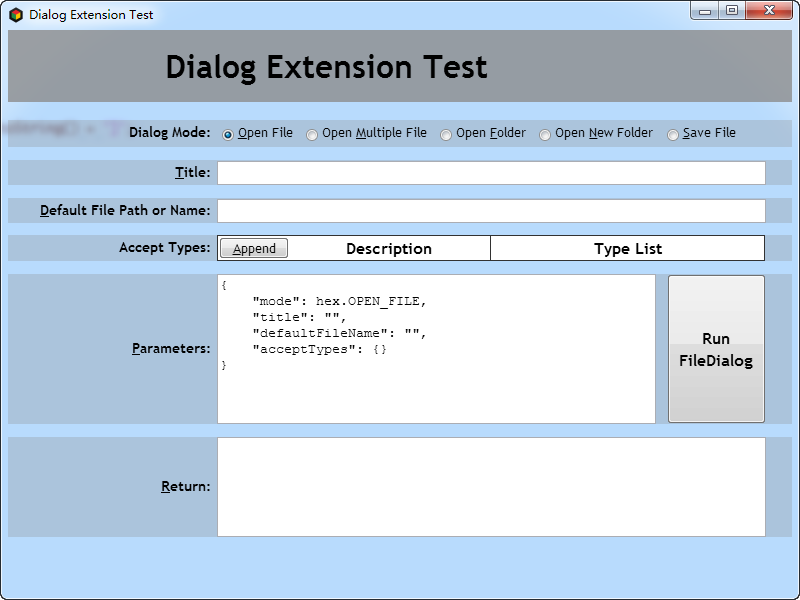 Dialog Extension Test
Dialog Extension Test
Dialog Mode: Open File Open Multiple File Open Folder Open New Folder Save File
Title:
Default File Path or Name:
Accept Types: Append Description Type List
Parameters:
{
    "mode": hex.OPEN_FILE,
    "title": "",
    "defaultFileName": "",
    "acceptTypes": {}
}
Run
FileDialog
Return: